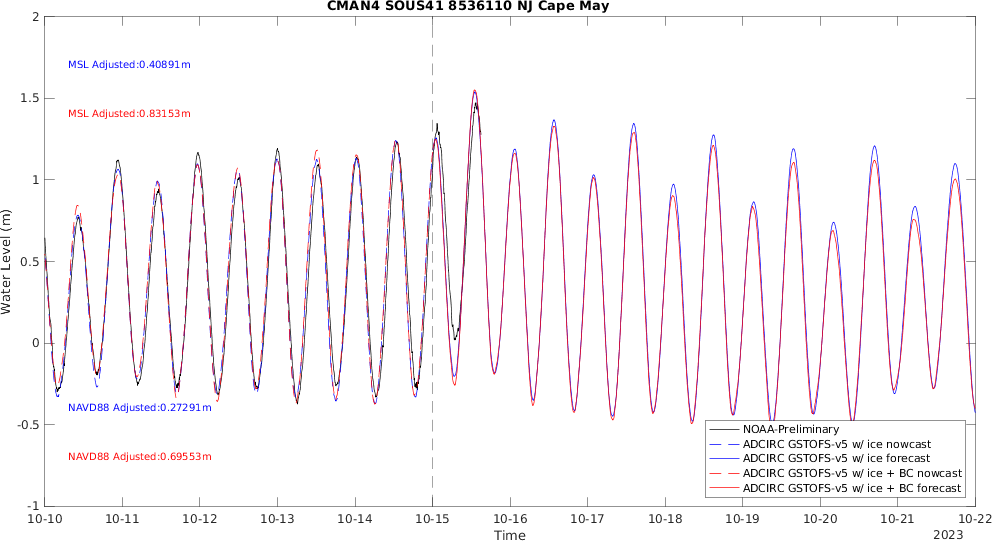 CMAN4 SOUS41 8536110 NJ Cape May
2
1.5
1
0.5
0
-0.5
-1
Water Level (m)
MSL Adjusted:0.40891m
MSL Adjusted:0.83153m
NAVD88 Adjusted:0.27291m
NAVD88 Adjusted:0.69553m
NOAA-Preliminary
ADCIRC GSTOFS-v5 w/ ice nowcast
ADCIRC GSTOFS-v5 w/ ice forecast
ADCIRC GSTOFS-v5 w/ ice + BC nowcast
ADCIRC GSTOFS-v5 w/ ice + BC forecast
10-10 10-11 10-12 10-13 10-14 10-15 10-16 10-17 10-18 10-19 10-20 10-21 10-22
Time
2023